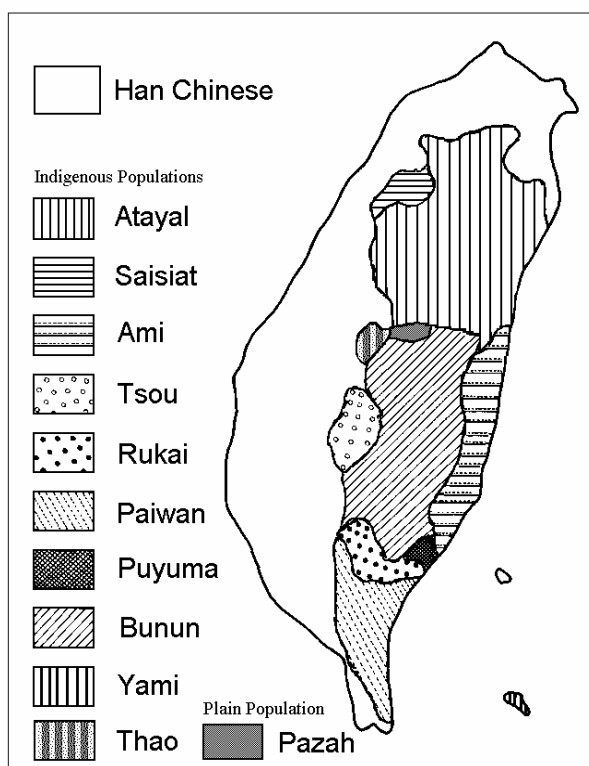 Han Chinese
Indigenous Populations
Atayal
Saisiat
Ami
Tsou
Rukai
Paiwan
Puyuma
Bunun
Yami
Thao
Plain Population
Pazah